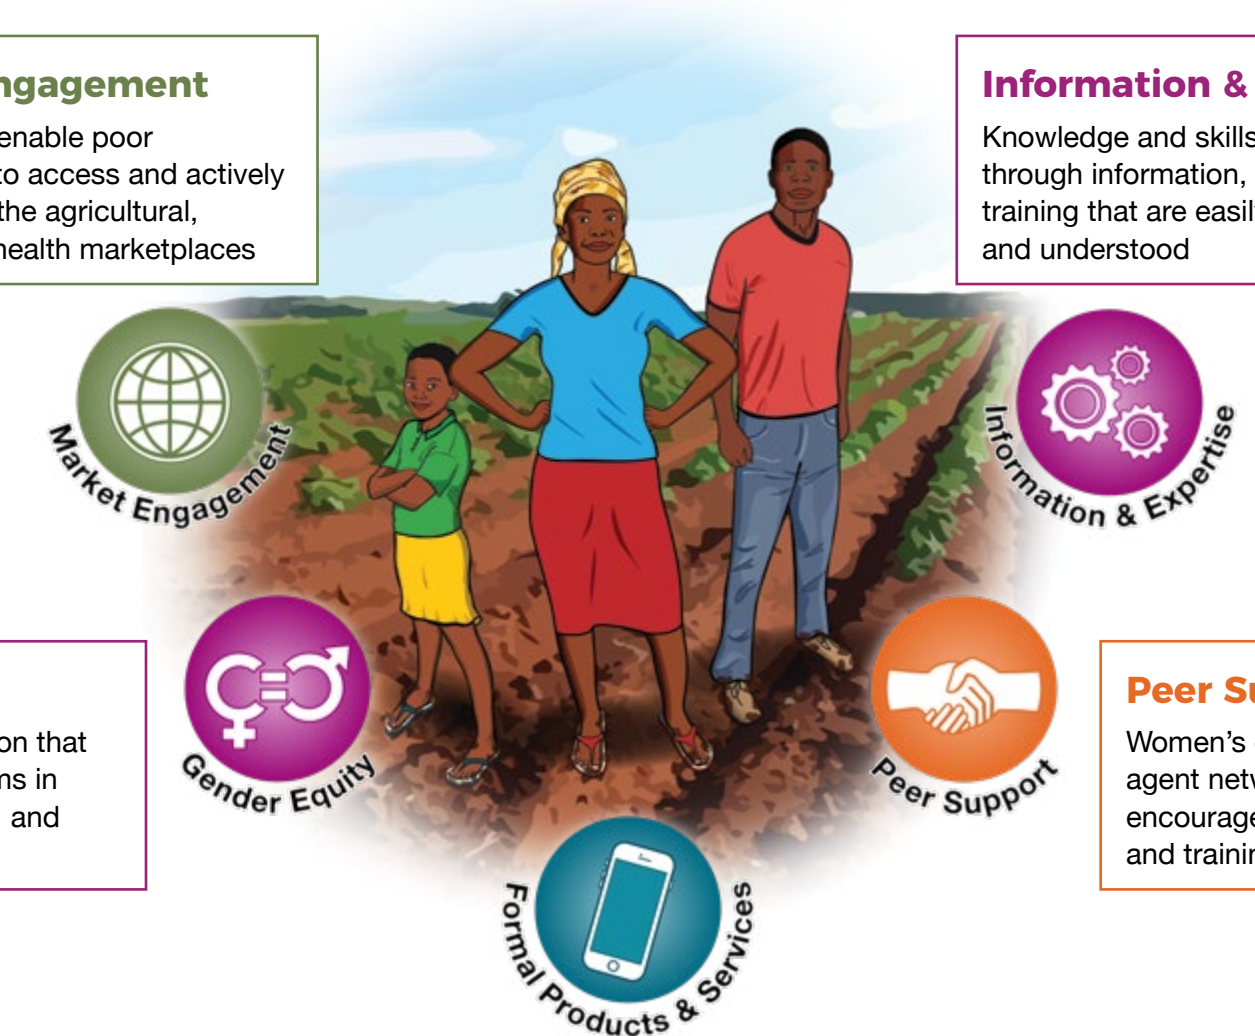 ngagement
enable poor
to access and actively
the agricultural,
health marketplaces
Information &
Knowledge and skills
through information,
training that are easil
and understood
Market Engagement
Information & Expertise
on that
ms in
and
Gender Equity
Peer Support
Peer Su
Women's
agent netw
encourage
and trainin
Formal Products & Services